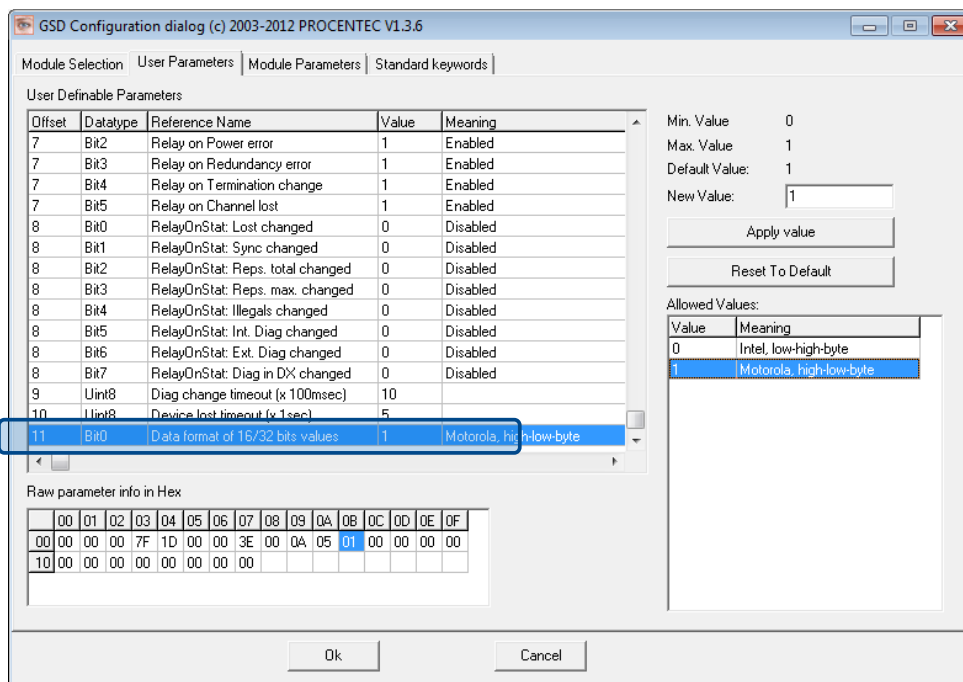 GSD Configuration dialog (c) 2003-2012 PROCENTEC V1.3.6
Module Selection User Parameters Module Parameters Standard keywords
User Definable Parameters
Offset Datatype Reference Name Value Meaning
7 Bit2 Relay on Power error 1 Enabled
7 Bit3 Relay on Redundancy error 1 Enabled
7 Bit4 Relay on Termination change 1 Enabled
7 Bit5 Relay on Channel lost 1 Enabled
8 Bit0 RelayOnStat: Lost changed 0 Disabled
8 Bit1 RelayOnStat: Sync changed 0 Disabled
8 Bit2 RelayOnStat: Reps. total changed 0 Disabled
8 Bit3 RelayOnStat: Reps. max. changed 0 Disabled
8 Bit4 RelayOnStat: Illegals changed 0 Disabled
8 Bit5 RelayOnStat: Int. Diag changed 0 Disabled
8 Bit6 RelayOnStat: Ext. Diag changed 0 Disabled
8 Bit7 RelayOnStat: Diag in DX changed 0 Disabled
9 Uint8 Diag change timeout (x 100msec) 10
10 Uint8 Device lost timeout (x 1sec) 5
11 Bit0 Data format of 16/32 bits values 1 Motorola, high-low-byte
Min. Value 0
Max. Value 1
Default Value: 1
New Value: 1
Apply value
Reset To Default
Allowed Values:
Value Meaning
0 Intel, low-high-byte
1 Motorola, high-low-byte
Raw parameter info in Hex
00 01 02 03 04 05 06 07 08 09 0A 0B 0C 0D 0E 0F
00 00 00 00 7F 1D 00 00 3E 00 0A 05 01 00 00 00 00
10 00 00 00 00 00 00 00 00
Ok Cancel